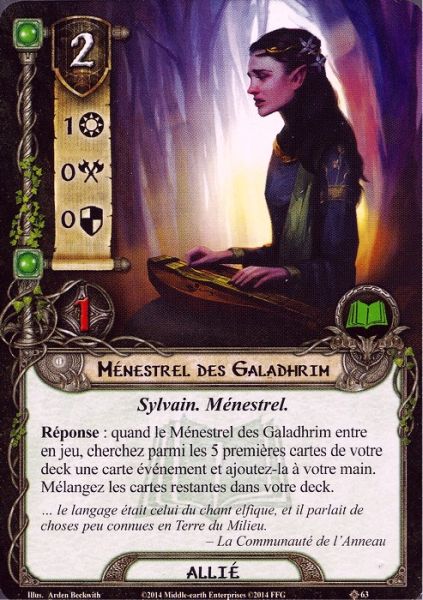 2
1
0
0
1
Ménestrel des Galadhrim
Sylvain. Ménestrel.
Réponse : quand le Ménestrel des Galadhrim entre
en jeu, cherchez parmi les 5 premières cartes de votre
deck une carte événement et ajoutez-la à votre main.
Mélangez les cartes restantes dans votre deck.
… le langage était celui du chant elfique, et il parlait de
choses peu connues en Terre du Milieu.
– La Communauté de l'Anneau
ALLIÉ
Illus. Arden Beckwith ©2014 Middle-earth Enterprises ©2014 FFG 63